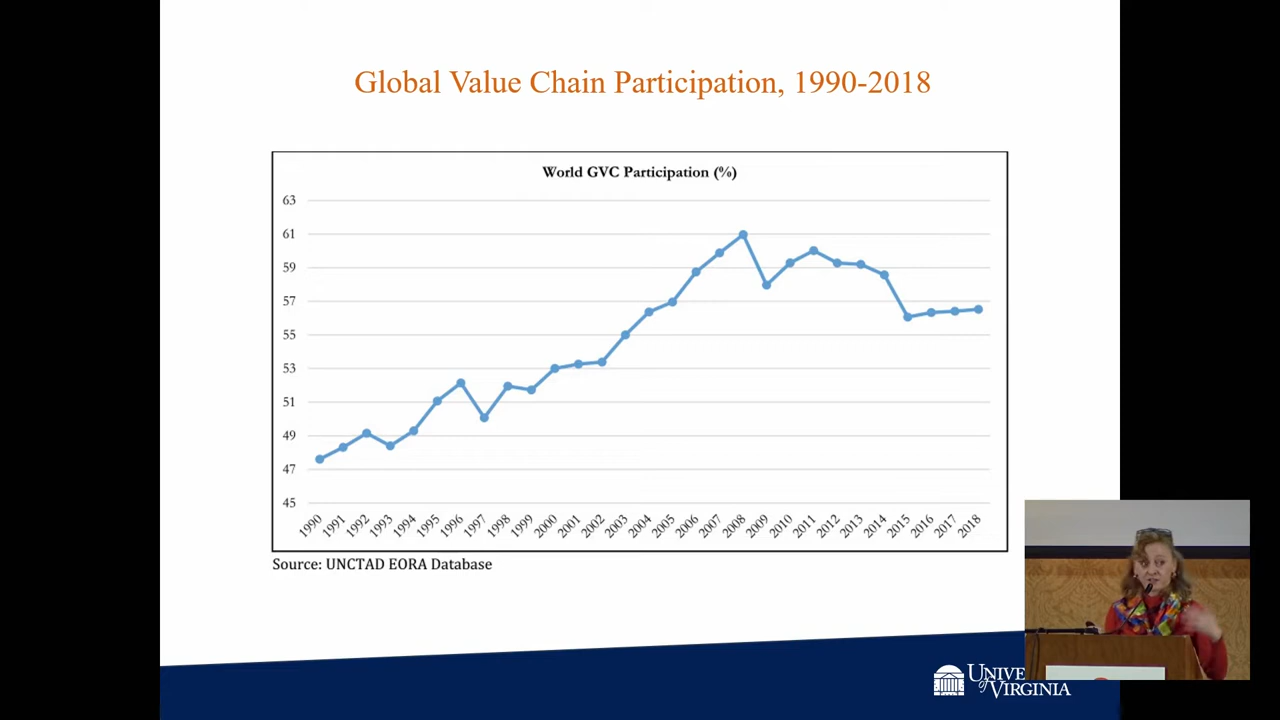 Global Value Chain Participation, 1990-2018
World GVC Participation (%)
63
61
59
57
55
53
51
49
47
45
1990 1991 1992 1993 1994 1995 1996 1997 1998 1999 2000 2001 2002 2003 2004 2005 2006 2007 2008 2009 2010 2011 2012 2013 2014 2015 2016 2017 2018
Source: UNCTAD EORA Database
UNIVE
of VIRGINIA